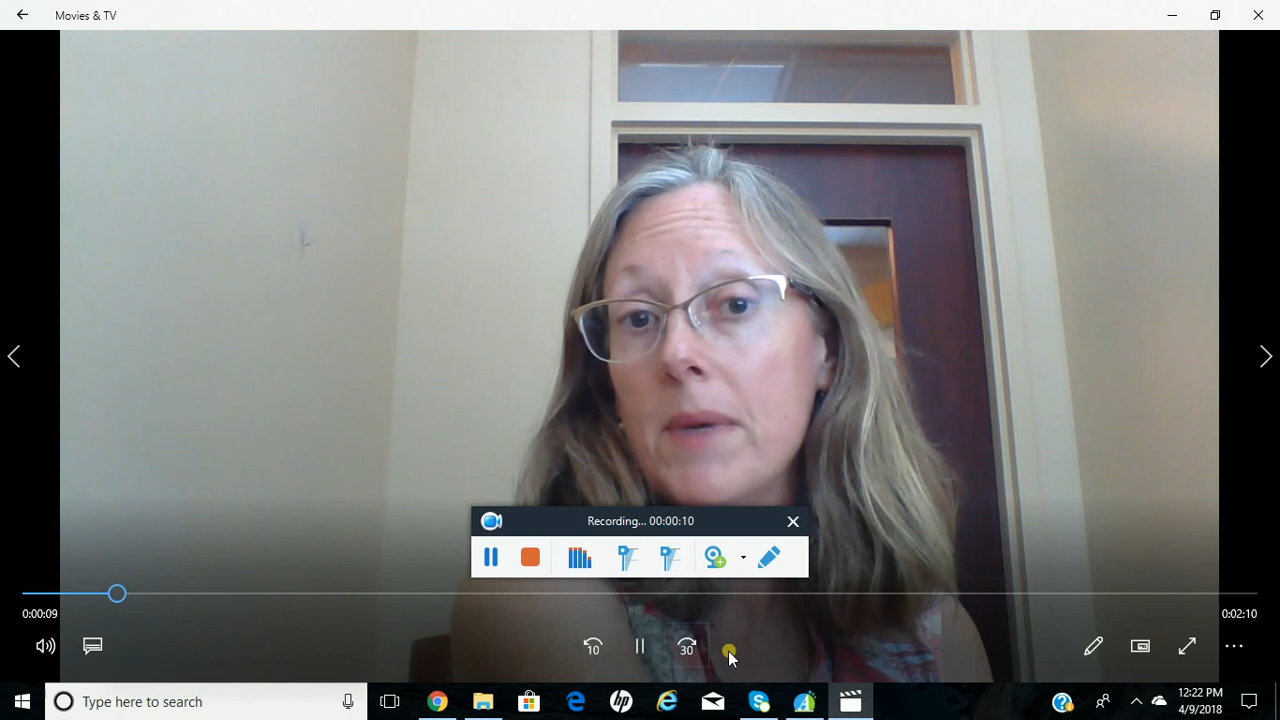 Movies & TV
Recording... 00:00:10
0:00:09
0:02:10
10
30
Type here to search
hp
12:22 PM
4/9/2018